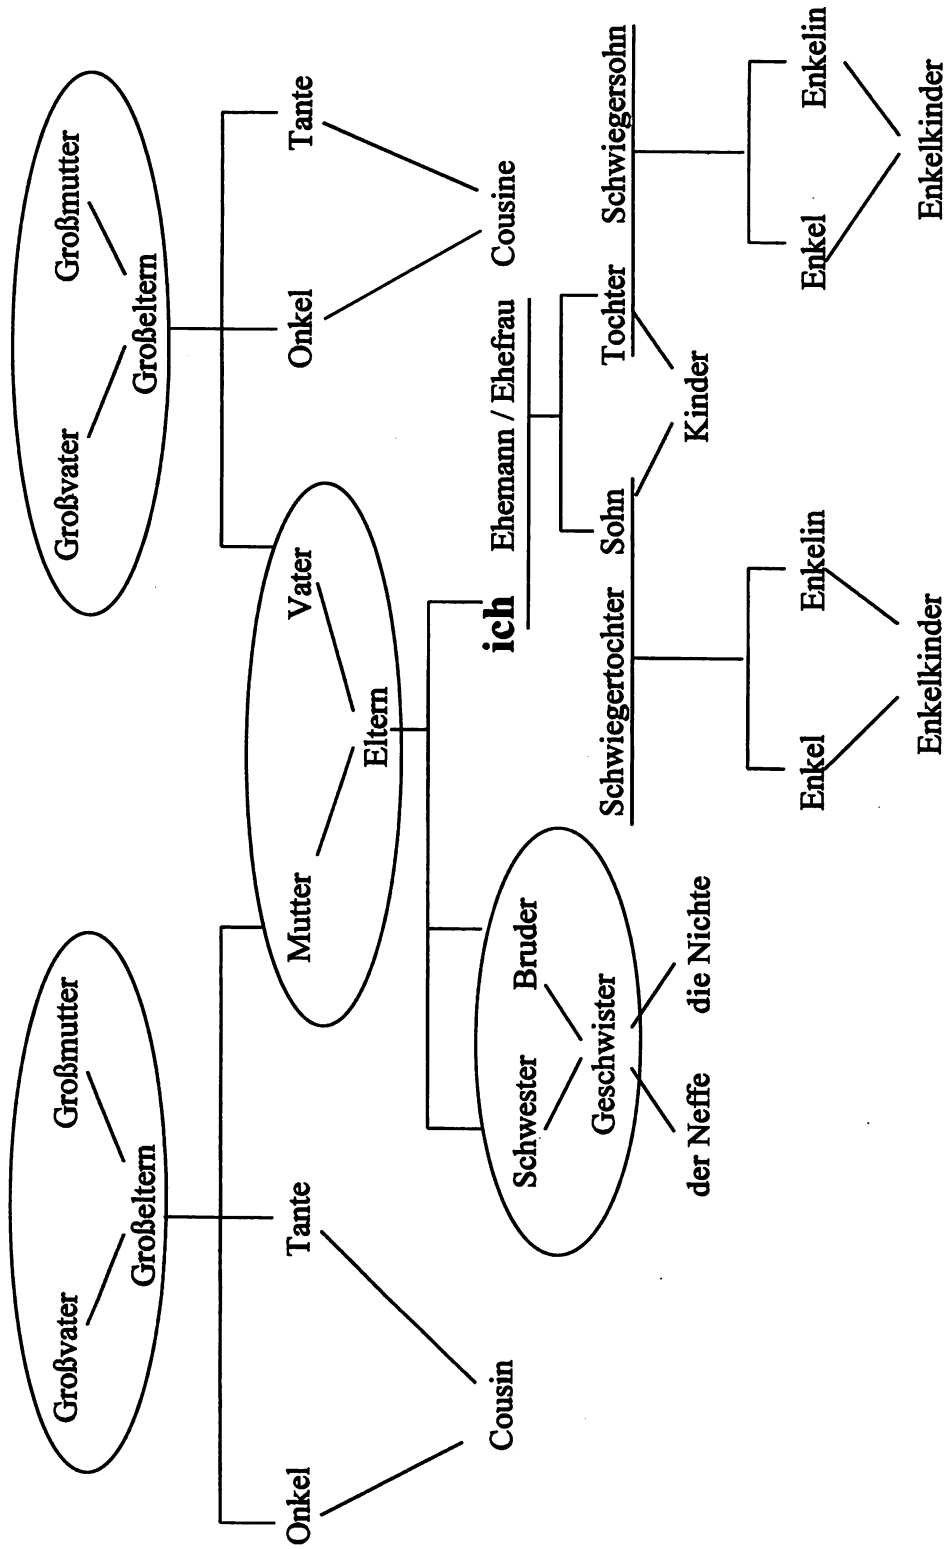 Großvater Großmutter
Großeltern
Großvater Großmutter
Großeltern
Onkel Tante Mutter Vater Onkel Tante
Eltern
Cousin
Schwester Bruder
Geschwister
ich Ehemann / Ehefrau
Cousine
der Neffe die Nichte
Schwiegertochter Sohn Tochter Schwiegersohn
Kinder
Enkel Enkelin Enkel Enkelin
Enkelkinder Enkelkinder